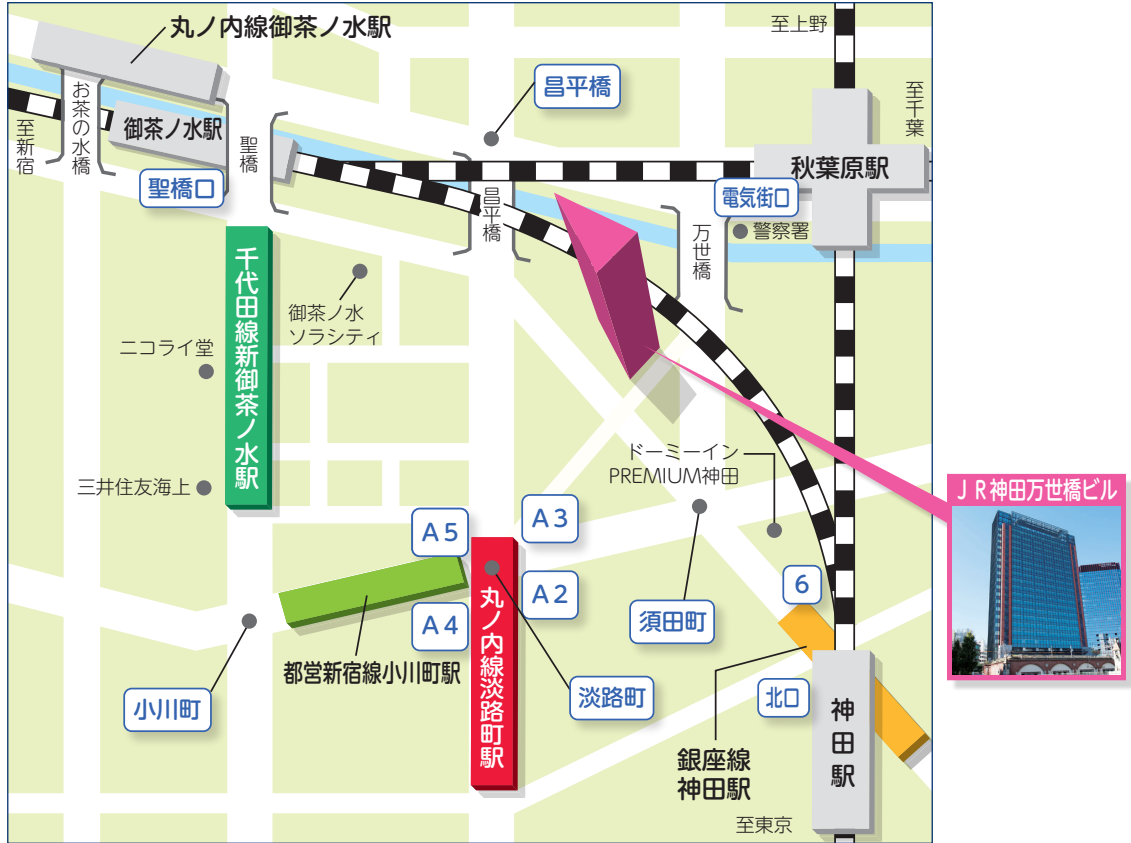 丸ノ内線御茶ノ水駅
至上野
昌平橋
至千葉
お茶の水橋
御茶ノ水駅
至新宿
聖橋
秋葉原駅
聖橋口
電気街口
昌平橋
万世橋
警察署
千代田線新御茶ノ水駅
御茶ノ水
ソラシティ
ニコライ堂
ドーミーイン
PREMIUM神田
三井住友海上
JR神田万世橋ビル
A5
A3
A2
A4
6
須田町
都営新宿線小川町駅
丸ノ内線淡路町駅
淡路町
小川町
北口
神田駅
銀座線
神田駅
至東京